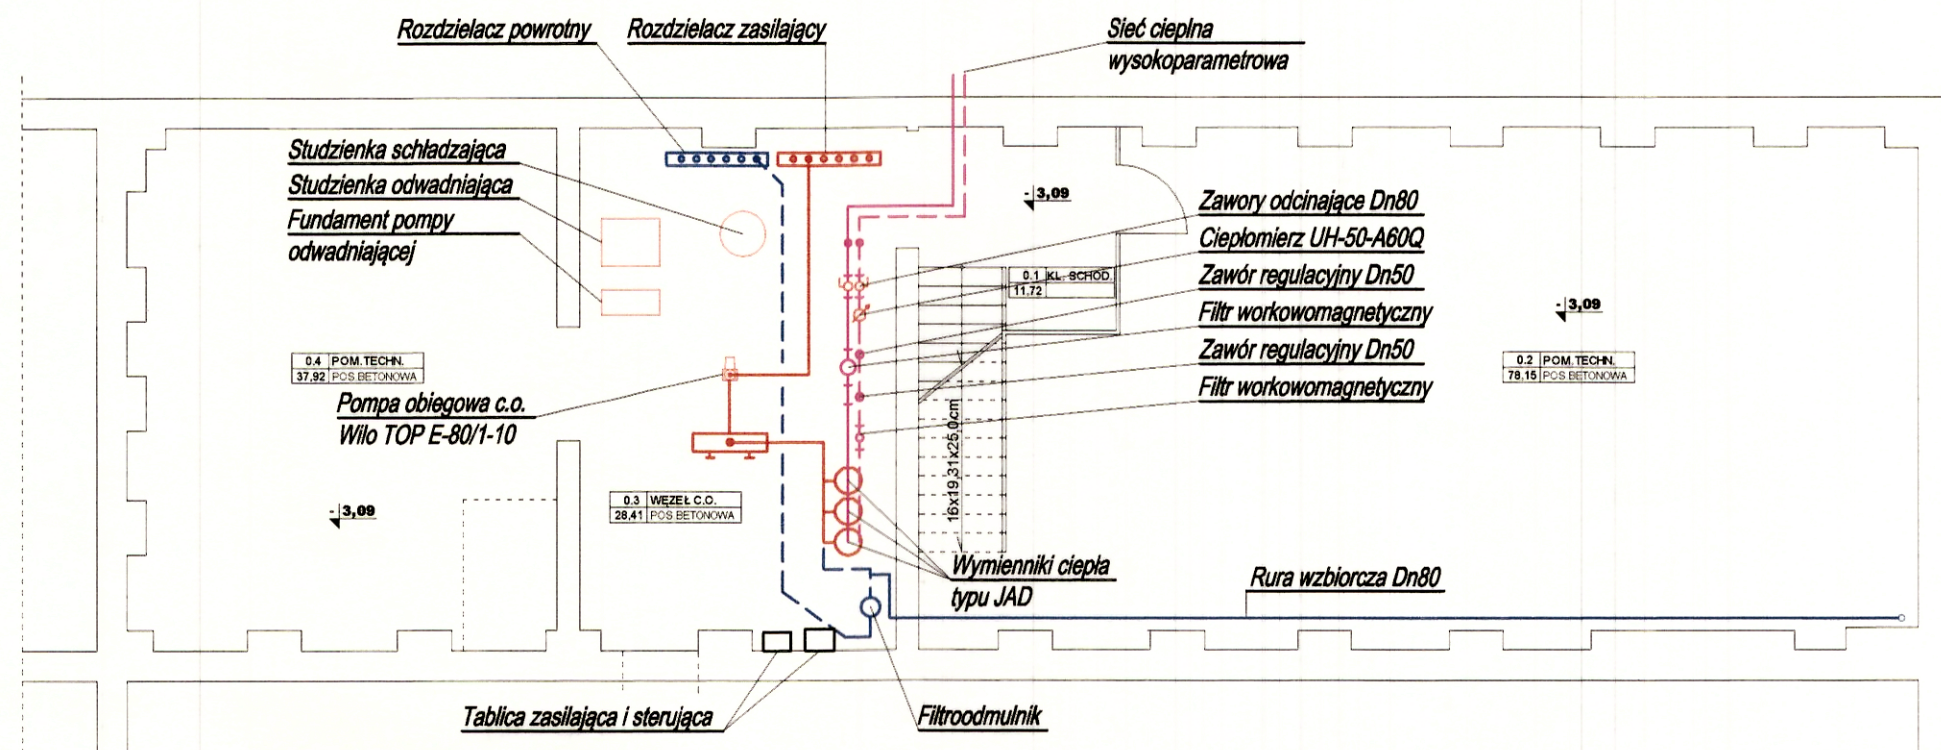 Rozdzielacz powrotny
Rozdzielacz zasilający
Sieć cieplna
wysokoparametrowa
Studzienka schładzająca
Studzienka odwadniająca
Fundament pompy
odwadniającej
- 3,09
Zawory odcinające Dn80
Ciepłomierz UH-50-A60Q
Zawór regulacyjny Dn50
Filtr workowomagnetyczny
Zawór regulacyjny Dn50
Filtr workowomagnetyczny
0.1 KL. SCHOD.
11.72
- 3,09
0.4 POM.TECHN.
37,92 POS.BETONOWA
0.2 POM.TECHN.
78,15 POS.BETONOWA
Pompa obiegowa c.o.
Wilo TOP E-80/1-10
16x19,31x25,0cm
0.3 WĘZEŁ C.O.
28,41 POS.BETONOWA
- 3,09
Wymienniki ciepła
typu JAD
Rura wzbiorcza Dn80
Tablica zasilająca i sterująca
Filtroodmulnik